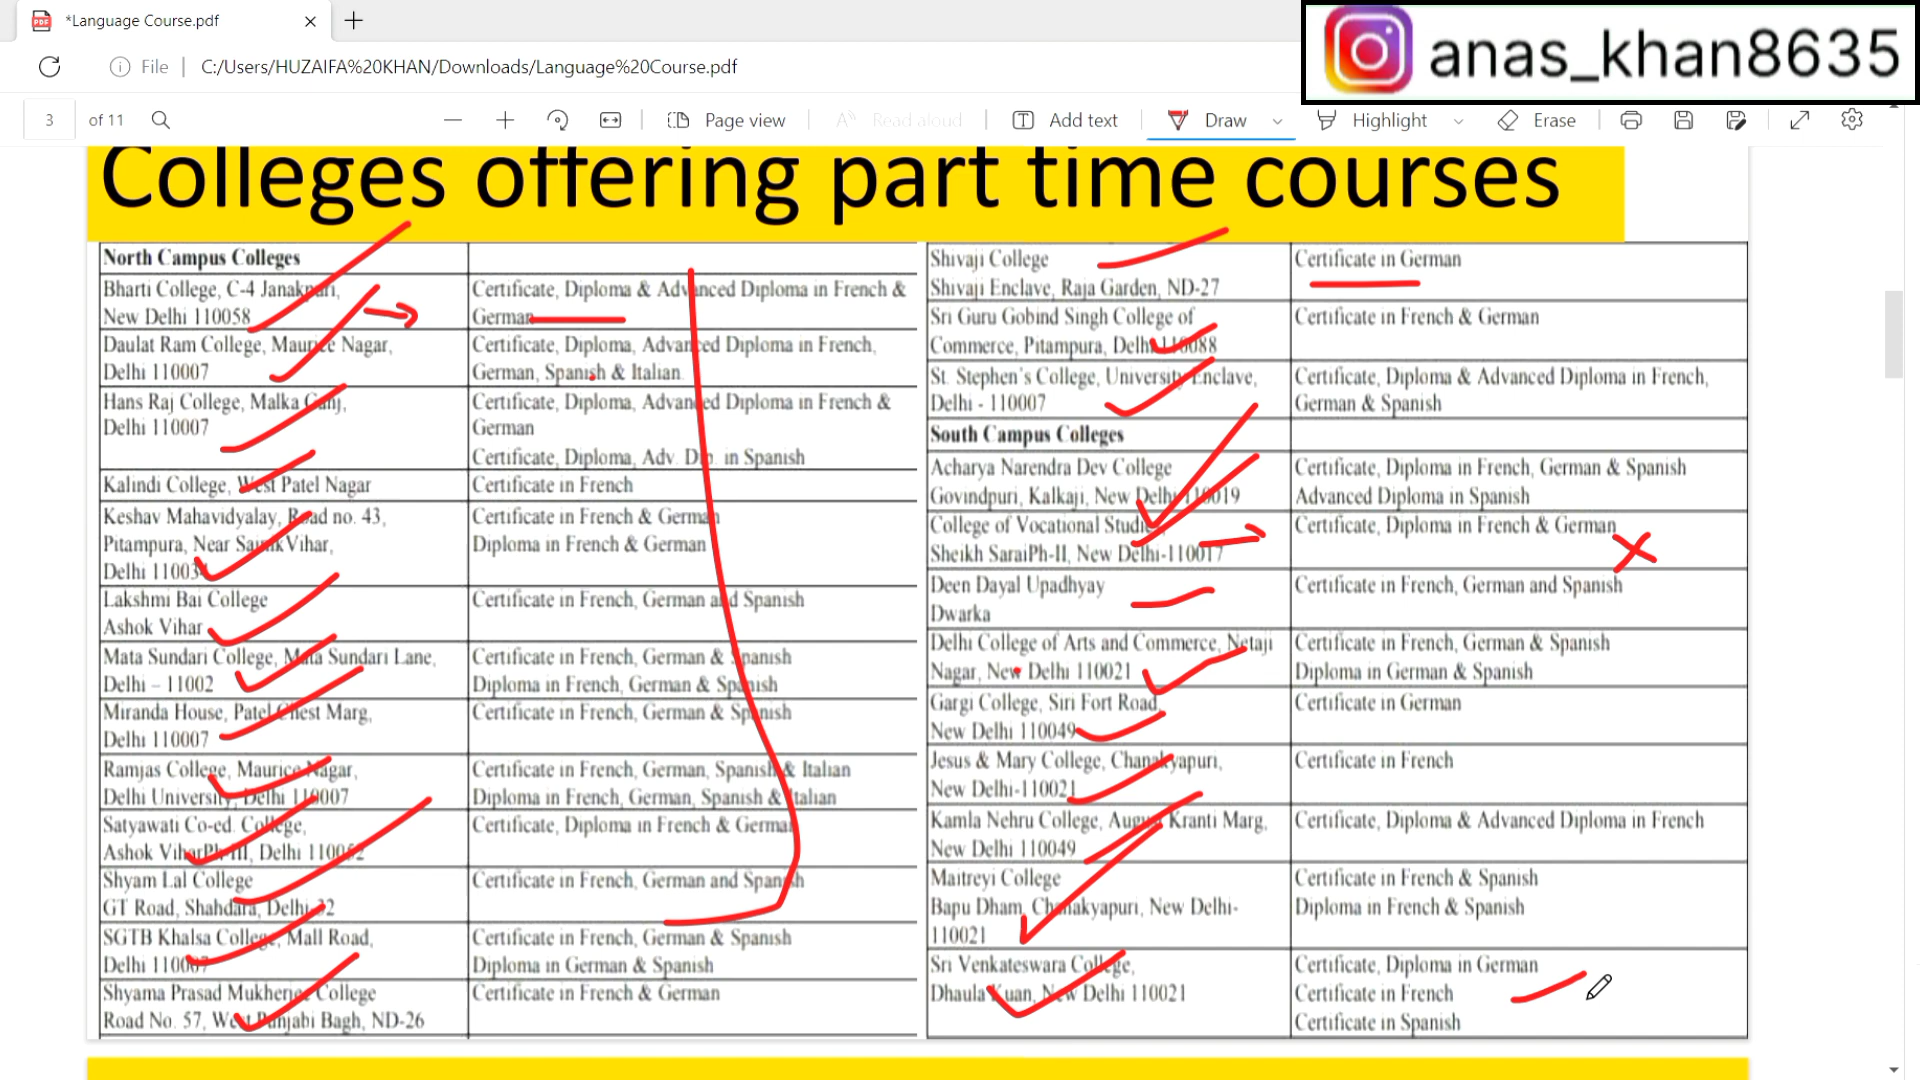 *Language Course.pdf
anas_khan8635
File
C:/Users/HUZAIFA%20KHAN/Downloads/Language%20Course.pdf
3 of 11
Page view
Read aloud
Add text
Draw
Highlight
Erase
Colleges offering part time courses
North Campus Colleges
Bharti College, C-4 Janakpuri,
New Delhi 110058
Certificate, Diploma & Advanced Diploma in French &
German
Daulat Ram College, Maurice Nagar,
Delhi 110007
Certificate, Diploma, Advanced Diploma in French,
German, Spanish & Italian
Hans Raj College, Malka Ganj,
Delhi 110007
Certificate, Diploma, Advanced Diploma in French &
German
Certificate, Diploma, Adv. Dip. in Spanish
Kalindi College, West Patel Nagar
Certificate in French
Keshav Mahavidyalay, Road no. 43,
Pitampura, Near Sainik Vihar,
Delhi 110034
Certificate in French & German
Diploma in French & German
Lakshmi Bai College
Ashok Vihar
Certificate in French, German and Spanish
Mata Sundari College, Mata Sundari Lane,
Delhi – 11002
Certificate in French, German & Spanish
Diploma in French, German & Spanish
Miranda House, Patel Chest Marg,
Delhi 110007
Certificate in French, German & Spanish
Ramjas College, Maurice Nagar,
Delhi University, Delhi 110007
Certificate in French, German, Spanish & Italian
Diploma in French, German, Spanish & Italian
Satyawati Co-ed. College,
Ashok ViharPh-III, Delhi 110052
Certificate, Diploma in French & German
Shyam Lal College
GT Road, Shahdara, Delhi-32
Certificate in French, German and Spanish
SGTB Khalsa College, Mall Road,
Delhi 110007
Certificate in French, German & Spanish
Diploma in German & Spanish
Shyama Prasad Mukherjee College
Road No. 57, West Punjabi Bagh, ND-26
Certificate in French & German
Shivaji College
Shivaji Enclave, Raja Garden, ND-27
Certificate in German
Sri Guru Gobind Singh College of
Commerce, Pitampura, Delhi 110088
Certificate in French & German
St. Stephen's College, University Enclave,
Delhi - 110007
Certificate, Diploma & Advanced Diploma in French,
German & Spanish
South Campus Colleges
Acharya Narendra Dev College
Govindpuri, Kalkaji, New Delhi 110019
Certificate, Diploma in French, German & Spanish
Advanced Diploma in Spanish
College of Vocational Studies
Sheikh SaraiPh-II, New Delhi-110017
Certificate, Diploma in French & German
Deen Dayal Upadhyay
Dwarka
Certificate in French, German and Spanish
Delhi College of Arts and Commerce, Netaji
Nagar, New Delhi 110021
Certificate in French, German & Spanish
Diploma in German & Spanish
Gargi College, Siri Fort Road,
New Delhi 110049
Certificate in German
Jesus & Mary College, Chanakyapuri,
New Delhi-110021
Certificate in French
Kamla Nehru College, August Kranti Marg,
New Delhi 110049
Certificate, Diploma & Advanced Diploma in French
Maitreyi College
Bapu Dham, Chanakyapuri, New Delhi-
110021
Certificate in French & Spanish
Diploma in French & Spanish
Sri Venkateswara College,
Dhaula Kuan, New Delhi 110021
Certificate, Diploma in German
Certificate in French
Certificate in Spanish